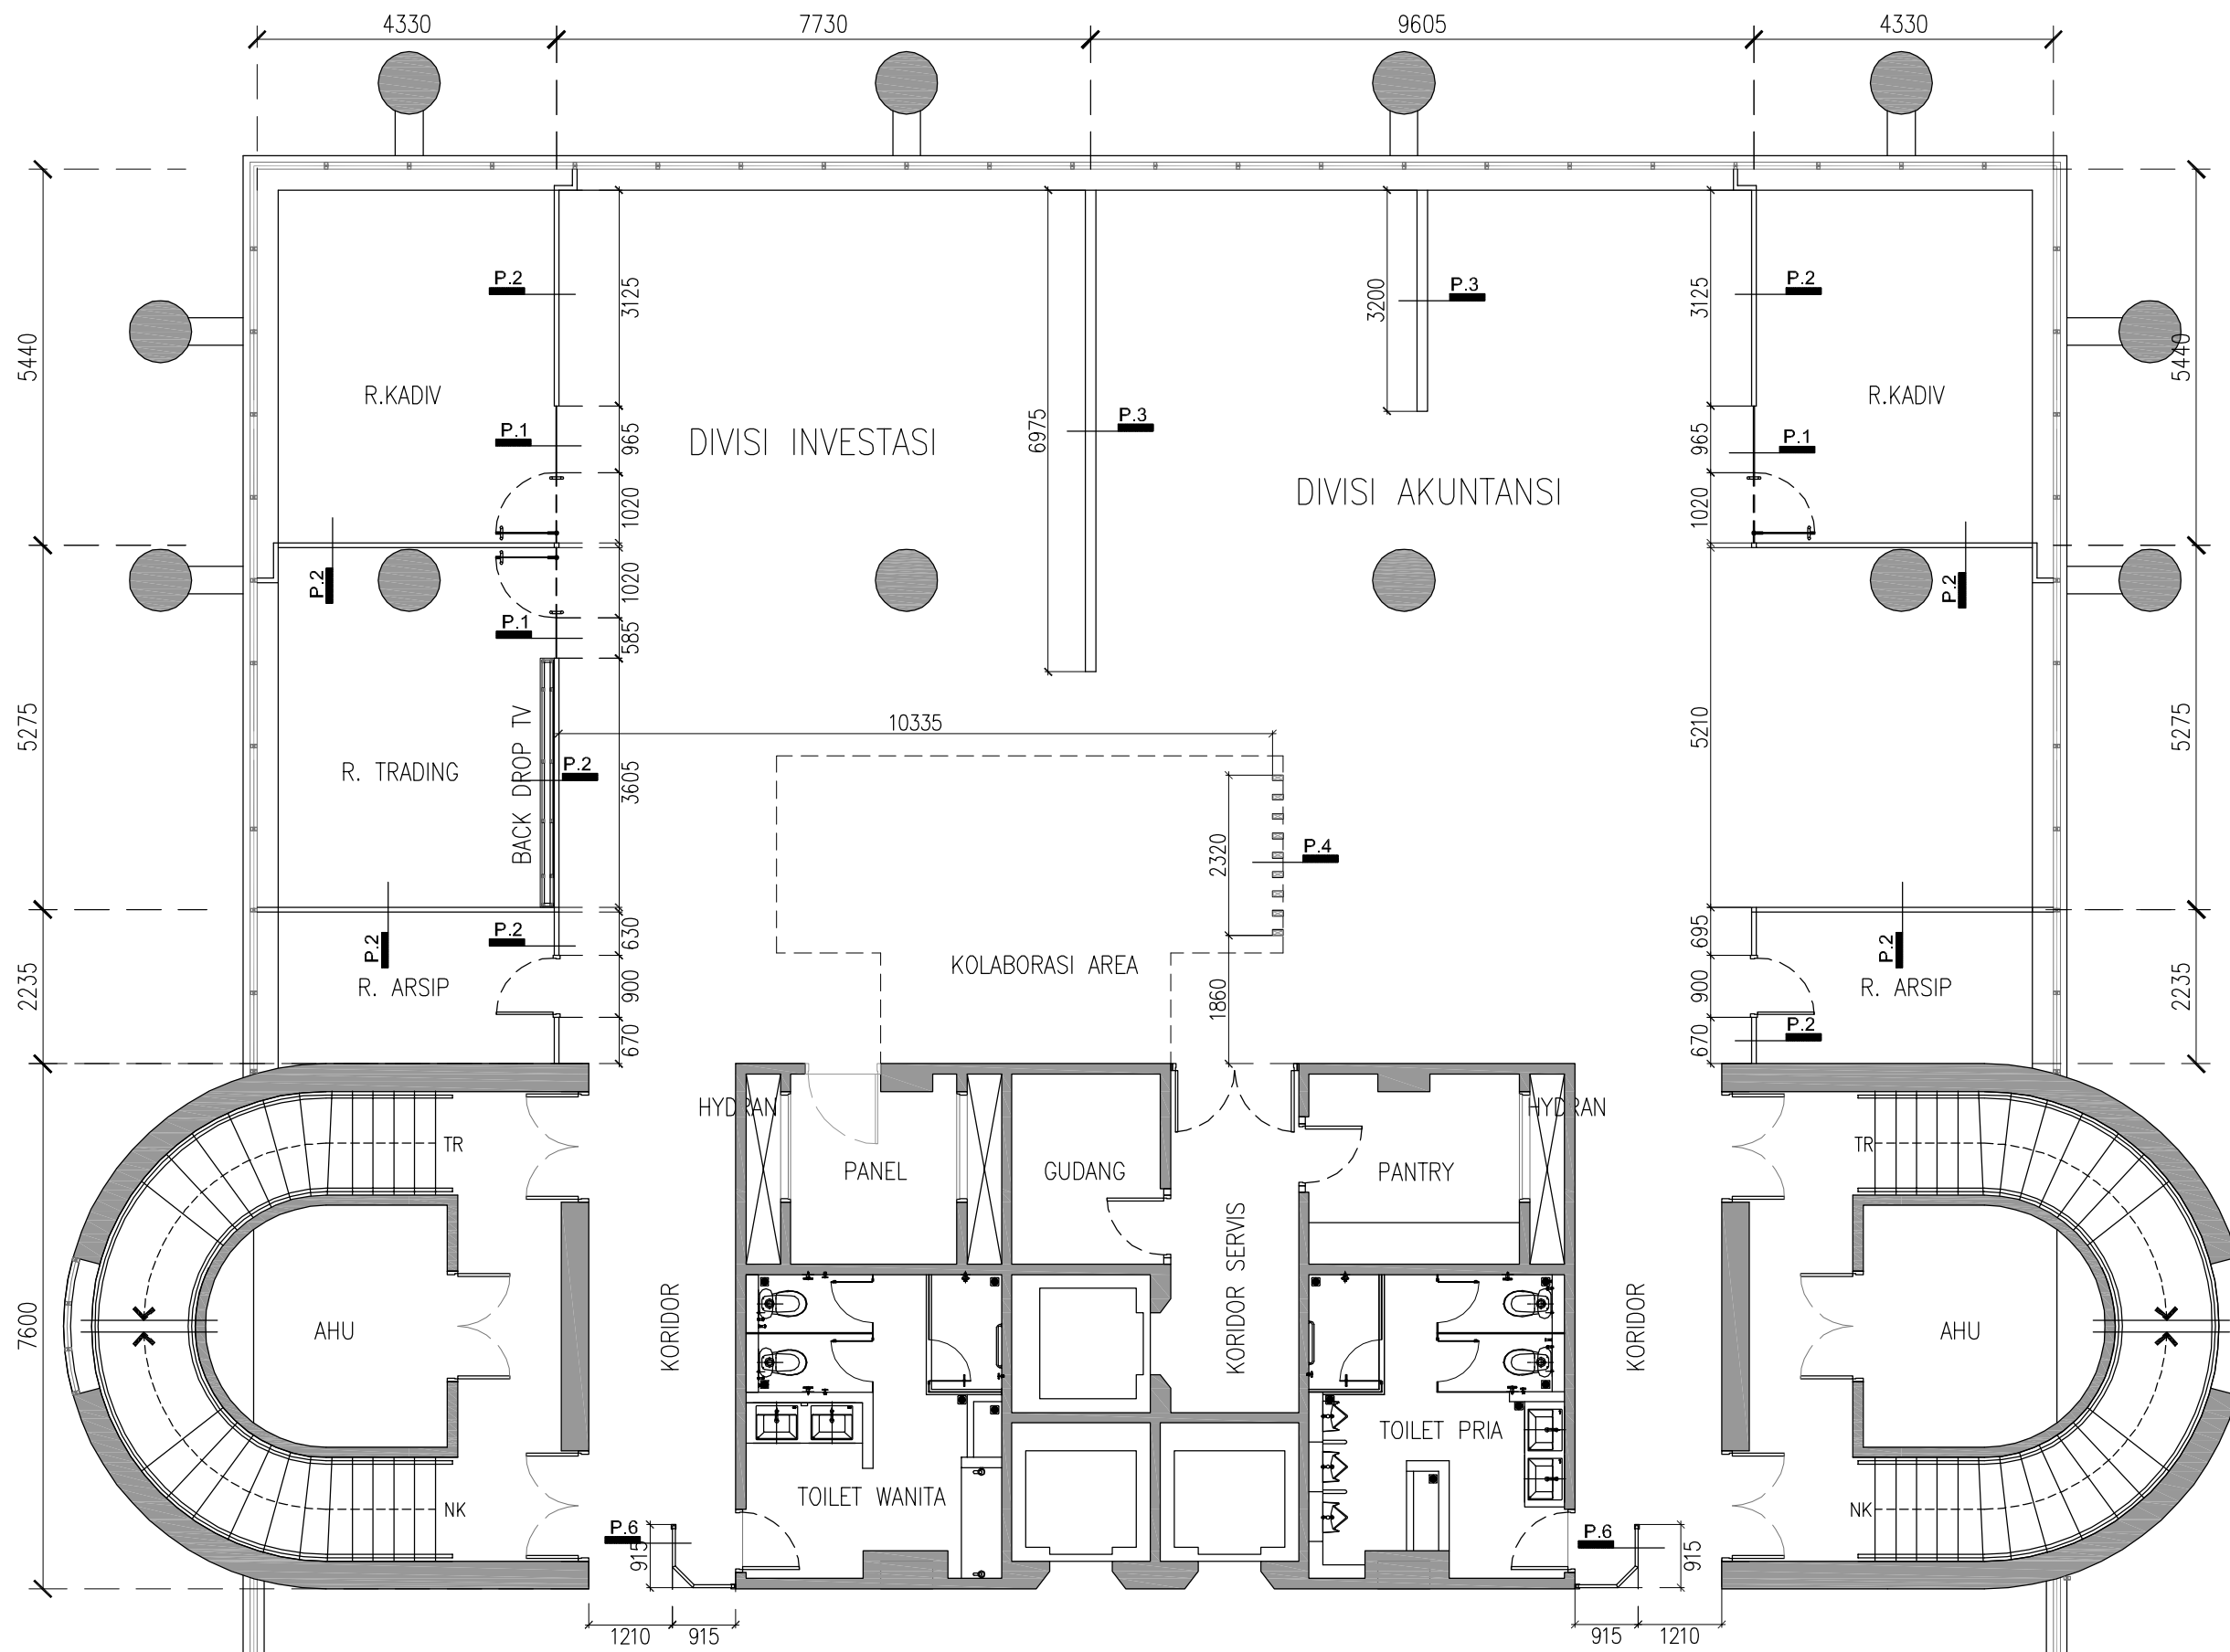 4330 7730 9605 4330
P.2 3125 3200 P.3 3125 P.2
5440 5440
R.KADIV R.KADIV
6975 P.3
P.1 965 965 P.1
DIVISI INVESTASI
DIVISI AKUNTANSI
1020 1020
P.2 1020 P.2
P.1 585
10335
5275 5210 5275
R. TRADING BACK DROP TV P.2 3605
2320 P.4
P.2 P.2 630 695 P.2
KOLABORASI AREA
2235 R. ARSIP 900 1860 900 R. ARSIP 2235
670 670 P.2
HYDRAN HYDRAN
TR PANEL GUDANG PANTRY TR
KORIDOR SERVIS
7600 AHU KORIDOR KORIDOR AHU
TOILET PRIA
TOILET WANITA
NK NK
P.6 P.6
915 915
1210 915 915 1210